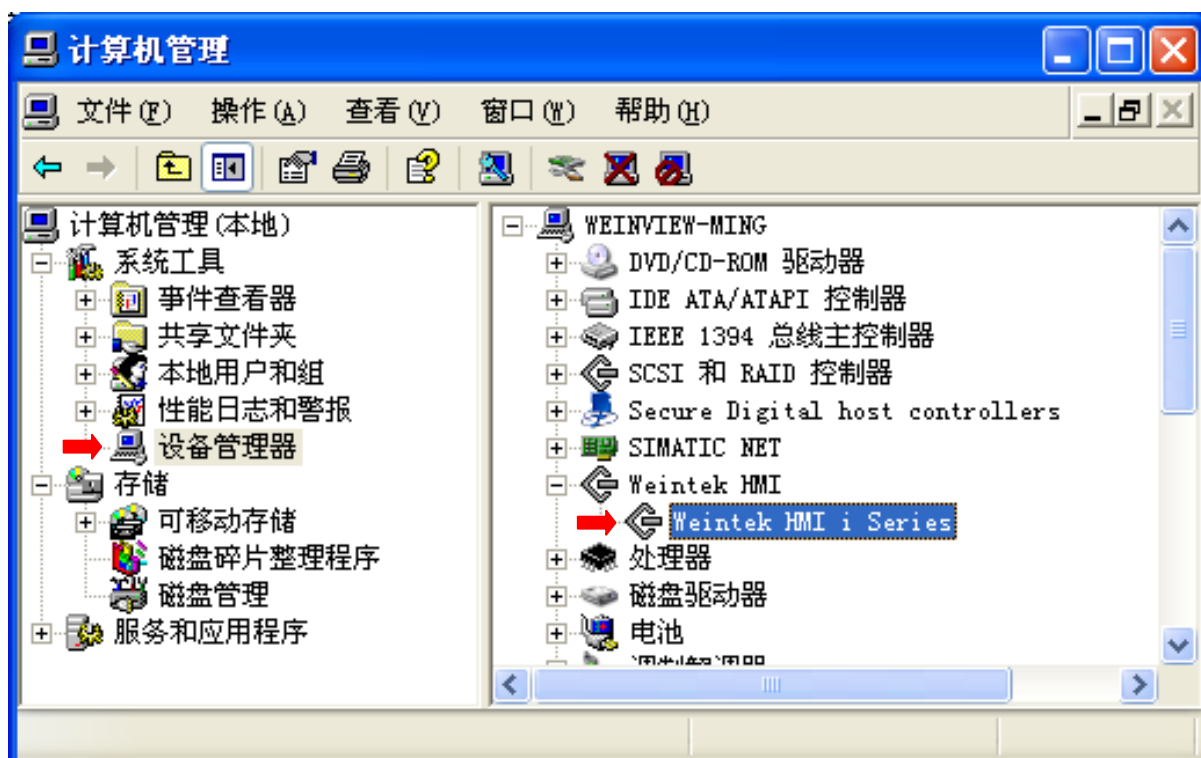 计算机管理
文件(F) 操作(A) 查看(V) 窗口(W) 帮助(H)
计算机管理(本地)
系统工具
事件查看器
共享文件夹
本地用户和组
性能日志和警报
设备管理器
存储
可移动存储
磁盘碎片整理程序
磁盘管理
服务和应用程序
WEINVIEW-MING
DVD/CD-ROM 驱动器
IDE ATA/ATAPI 控制器
IEEE 1394 总线主控制器
SCSI 和 RAID 控制器
Secure Digital host controllers
SIMATIC NET
Weintek HMI
Weintek HMI i Series
处理器
磁盘驱动器
电池